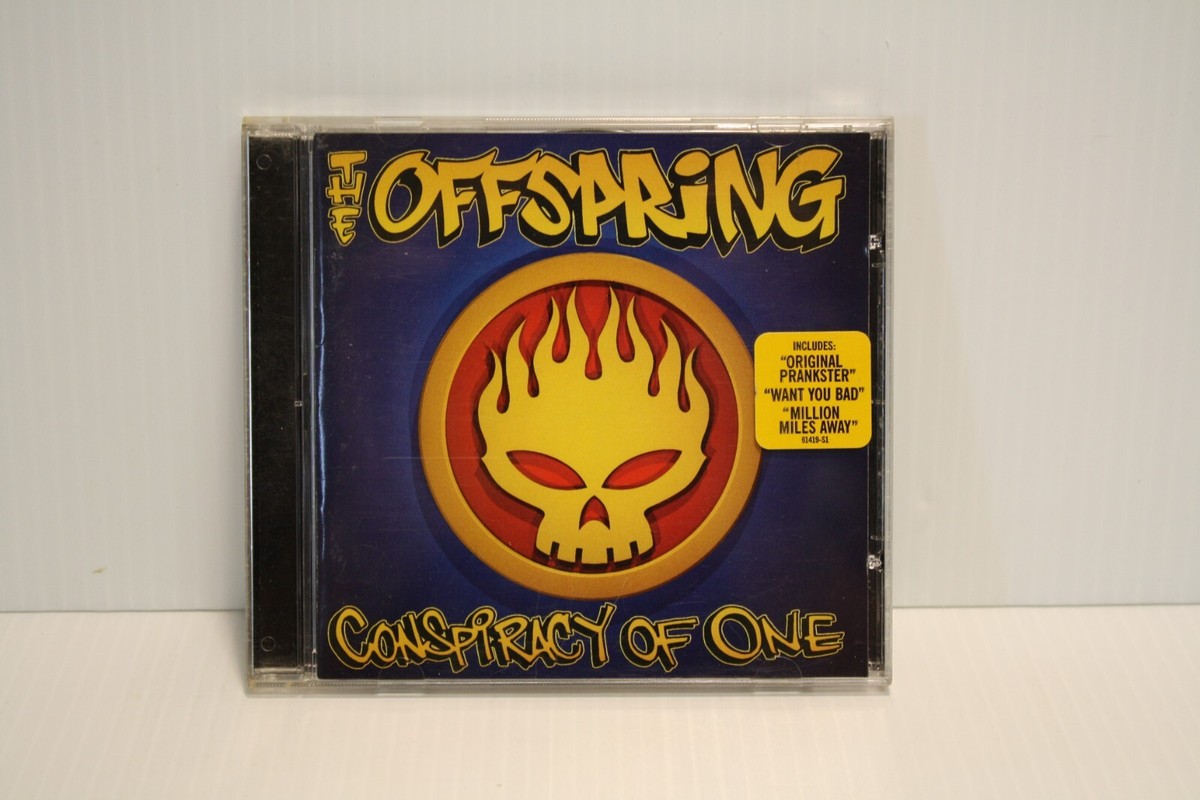 THE OFFSPRiNG
INCLUDES:
"ORIGINAL
PRANKSTER"
"WANT YOU BAD"
"MILLION
MILES AWAY"
61419-S1
CONSPiRACY OF ONE